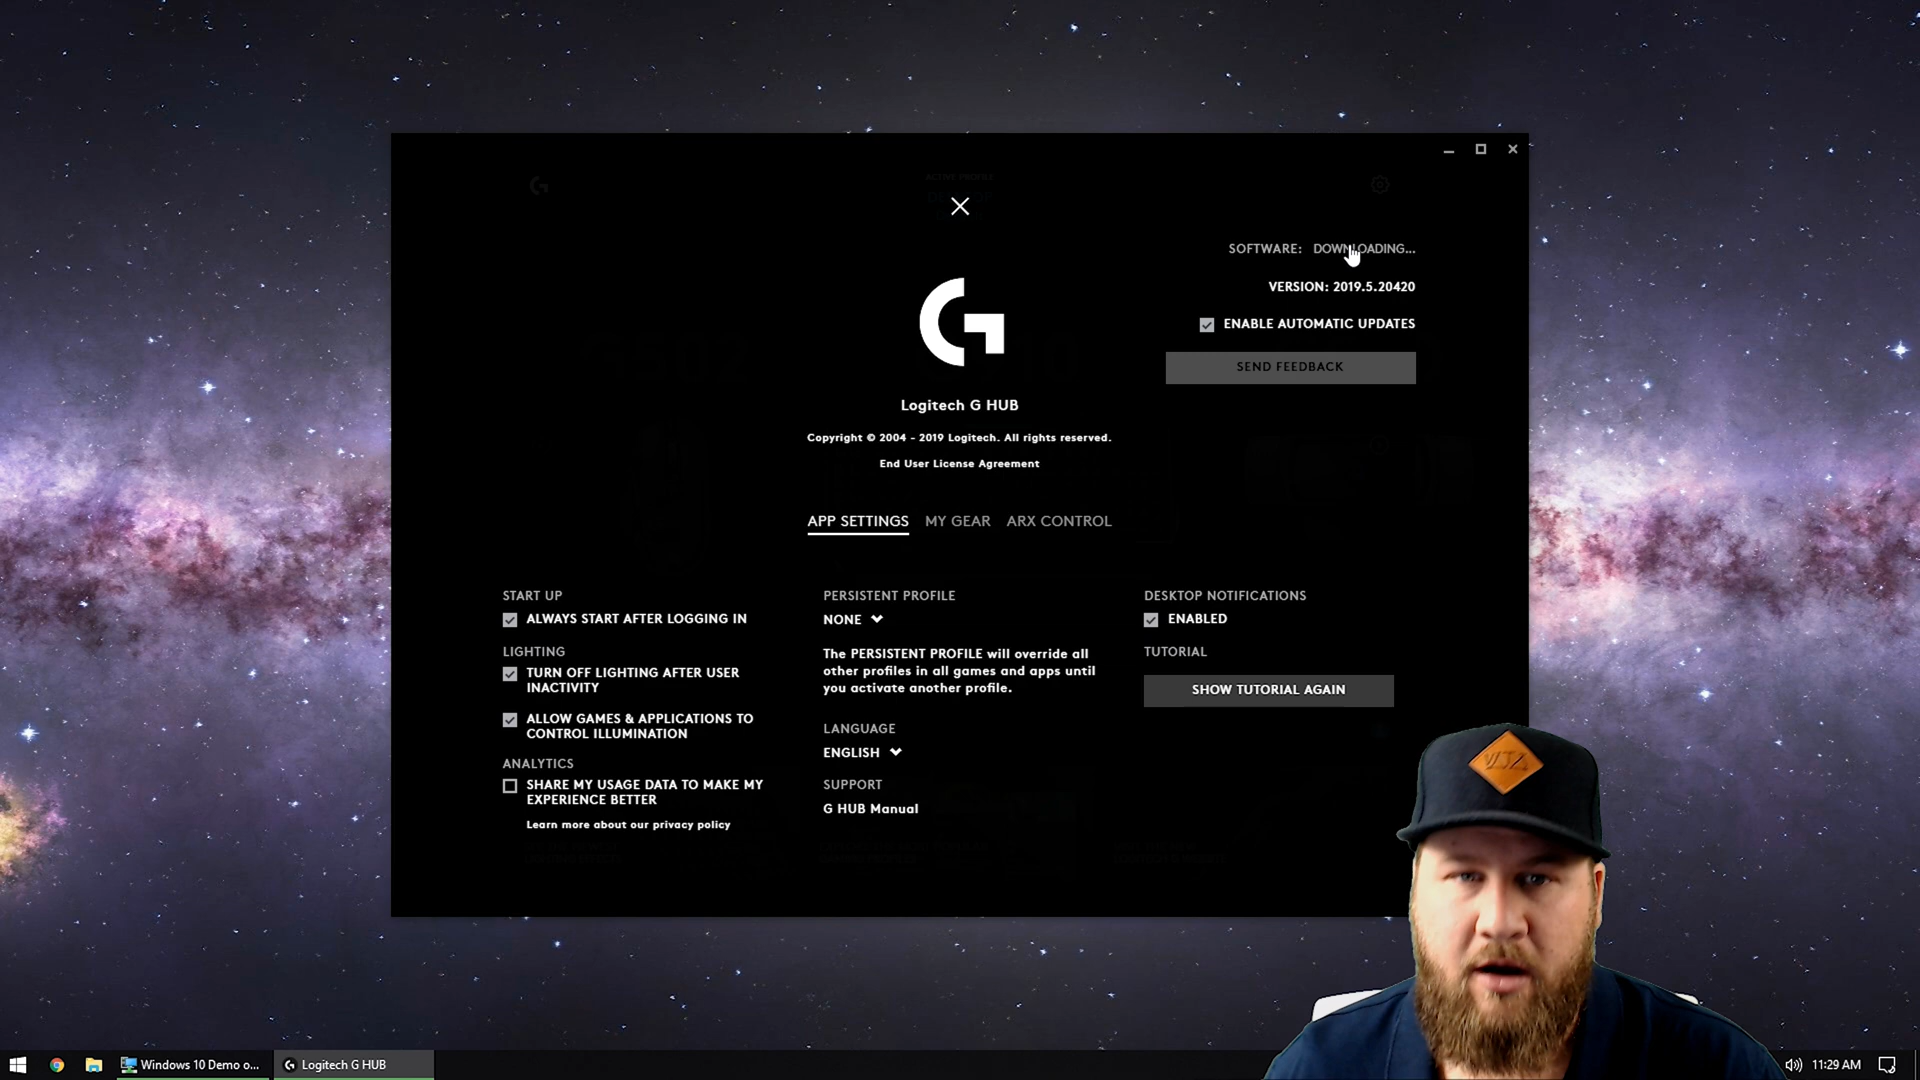 ACTIVE PROFILE
SOFTWARE: DOWNLOADING...
VERSION: 2019.5.20420
ENABLE AUTOMATIC UPDATES
SEND FEEDBACK
Logitech G HUB
Copyright © 2004 - 2019 Logitech. All rights reserved.
End User License Agreement
APP SETTINGS MY GEAR ARX CONTROL
START UP
ALWAYS START AFTER LOGGING IN
LIGHTING
TURN OFF LIGHTING AFTER USER
INACTIVITY
ALLOW GAMES & APPLICATIONS TO
CONTROL ILLUMINATION
ANALYTICS
SHARE MY USAGE DATA TO MAKE MY
EXPERIENCE BETTER
Learn more about our privacy policy
PERSISTENT PROFILE
NONE
The PERSISTENT PROFILE will override all
other profiles in all games and apps until
you activate another profile.
LANGUAGE
ENGLISH
SUPPORT
G HUB Manual
DESKTOP NOTIFICATIONS
ENABLED
TUTORIAL
SHOW TUTORIAL AGAIN
Windows 10 Demo o...
Logitech G HUB
11:29 AM